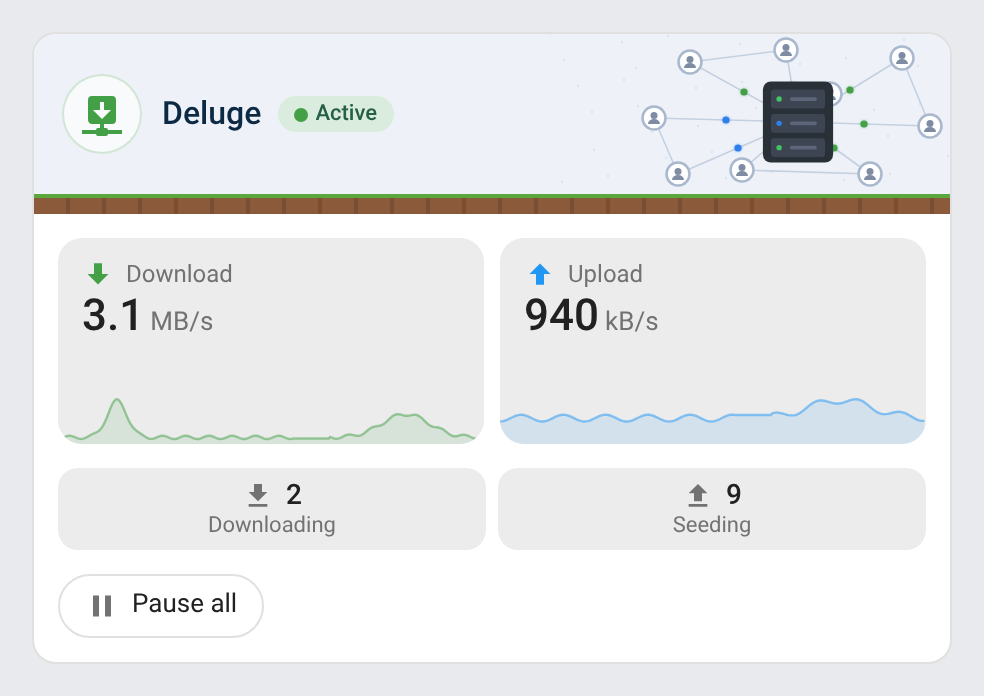 Deluge
Active
Download
3.1 MB/s
Upload
940 kB/s
2
Downloading
9
Seeding
Pause all